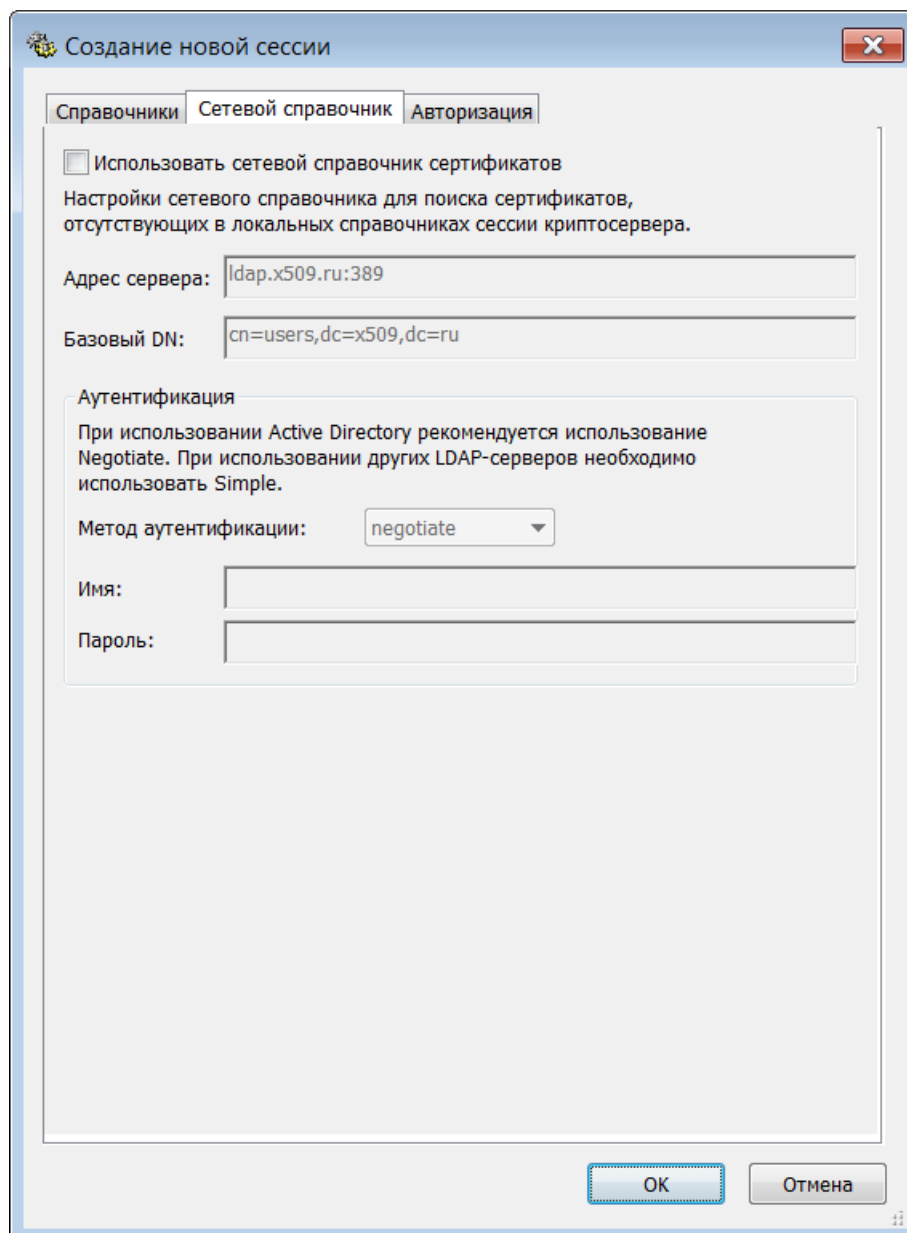 Создание новой сессии
Справочники Сетевой справочник Авторизация
Использовать сетевой справочник сертификатов
Настройки сетевого справочника для поиска сертификатов,
отсутствующих в локальных справочниках сессии криптосервера.
Адрес сервера: ldap.x509.ru:389
Базовый DN: cn=users,dc=x509,dc=ru
Аутентификация
При использовании Active Directory рекомендуется использование
Negotiate. При использовании других LDAP-серверов необходимо
использовать Simple.
Метод аутентификации: negotiate
Имя:
Пароль:
OK Отмена